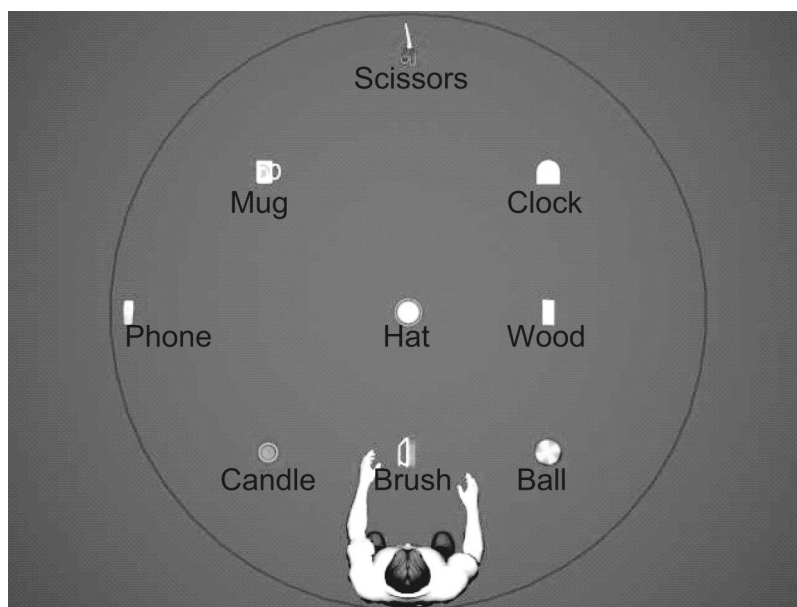 Scissors
Mug
Clock
Phone
Hat
Wood
Candle
Brush
Ball